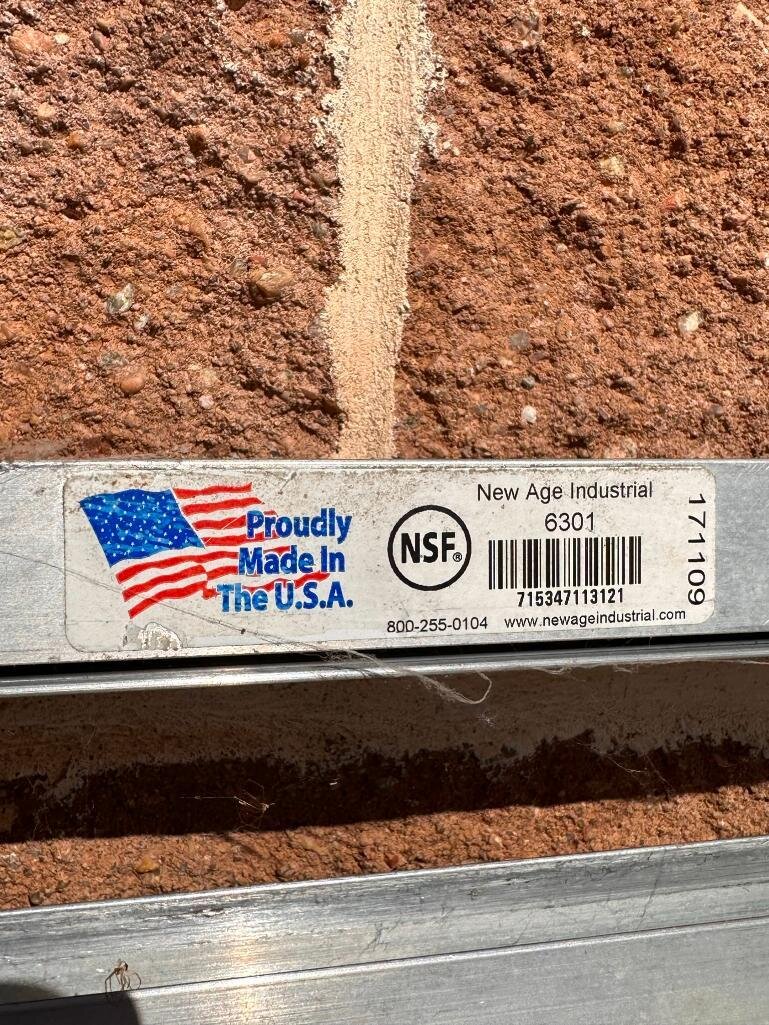 Proudly
Made In
The U.S.A.
NSF®
New Age Industrial
6301
715347113121
800-255-0104 www.newageindustrial.com
171109